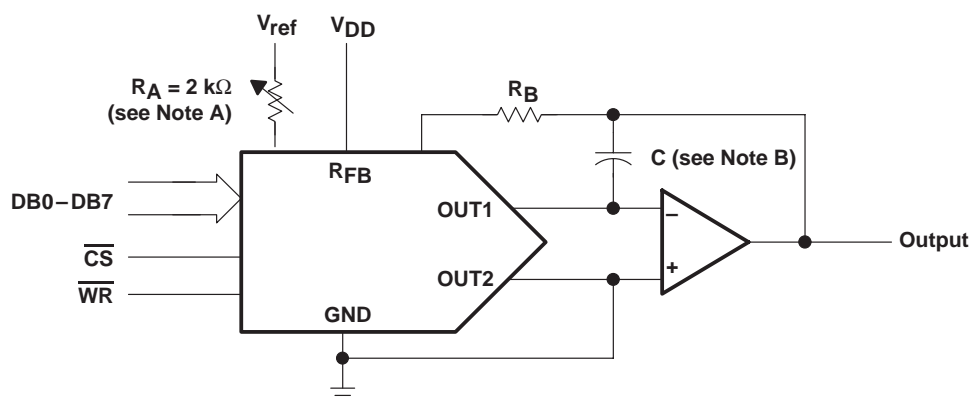 Vref
VDD
RA = 2 kΩ
(see Note A)
RB
RFB
C (see Note B)
DB0–DB7
OUT1
–
Output
CS
+
OUT2
WR
GND